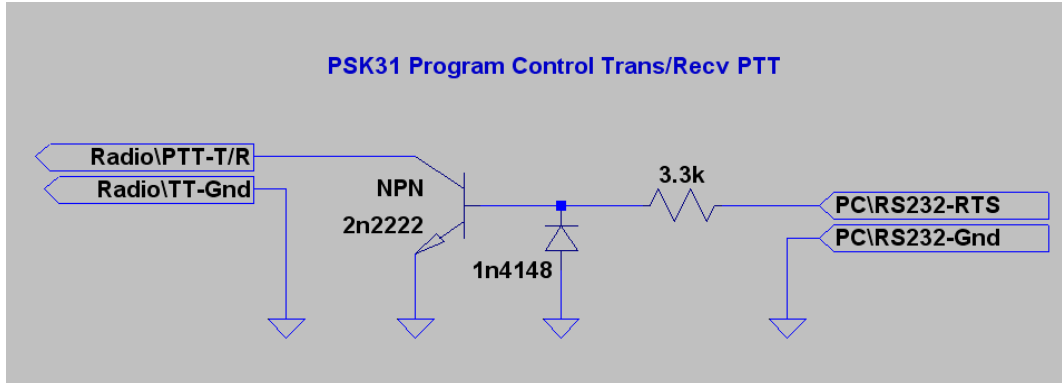 PSK31 Program Control Trans/Recv PTT
Radio\PTT-T/R
Radio\TT-Gnd
NPN
2n2222
1n4148
3.3k
PC\RS232-RTS
PC\RS232-Gnd